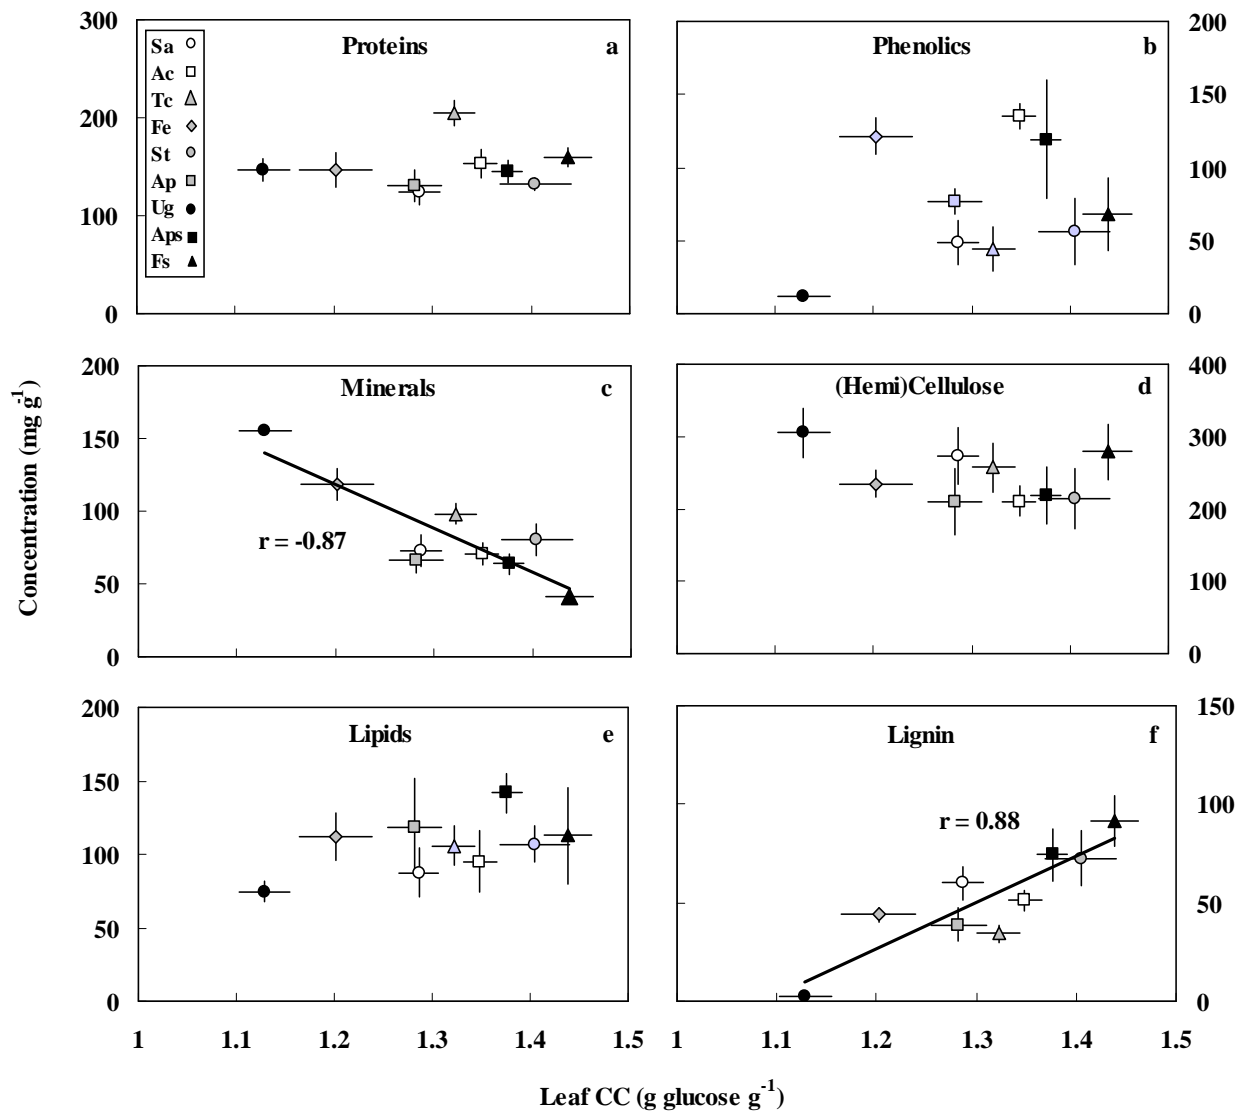 300
200
100
0
Proteins
a
Sa
Ac
Tc
Fe
St
Ap
Ug
Aps
Fs
Phenolics
b
200
150
100
50
0
200
150
100
50
0
Minerals
c
r = -0.87
(Hemi)Cellulose
d
400
300
200
100
0
Concentration (mg g-1)
200
150
100
50
0
Lipids
e
1
1.1
1.2
1.3
1.4
1.5
Lignin
f
r = 0.88
150
100
50
0
1
1.1
1.2
1.3
1.4
1.5
Leaf CC (g glucose g-1)